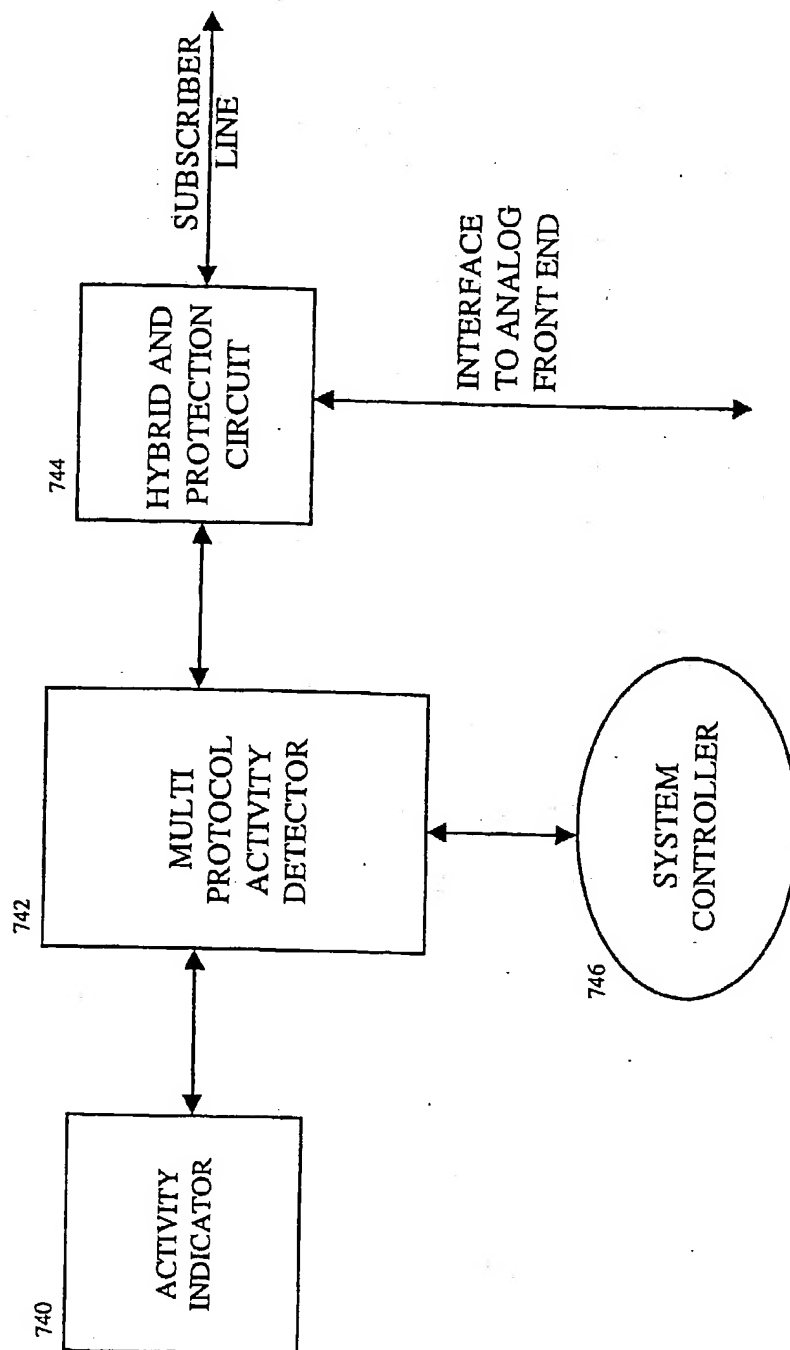 740
ACTIVITY
INDICATOR
742
MULTI
PROTOCOL
ACTIVITY
DETECTOR
744
HYBRID AND
PROTECTION
CIRCUIT
SUBSCRIBER
LINE
746
SYSTEM
CONTROLLER
INTERFACE
TO ANALOG
FRONT END